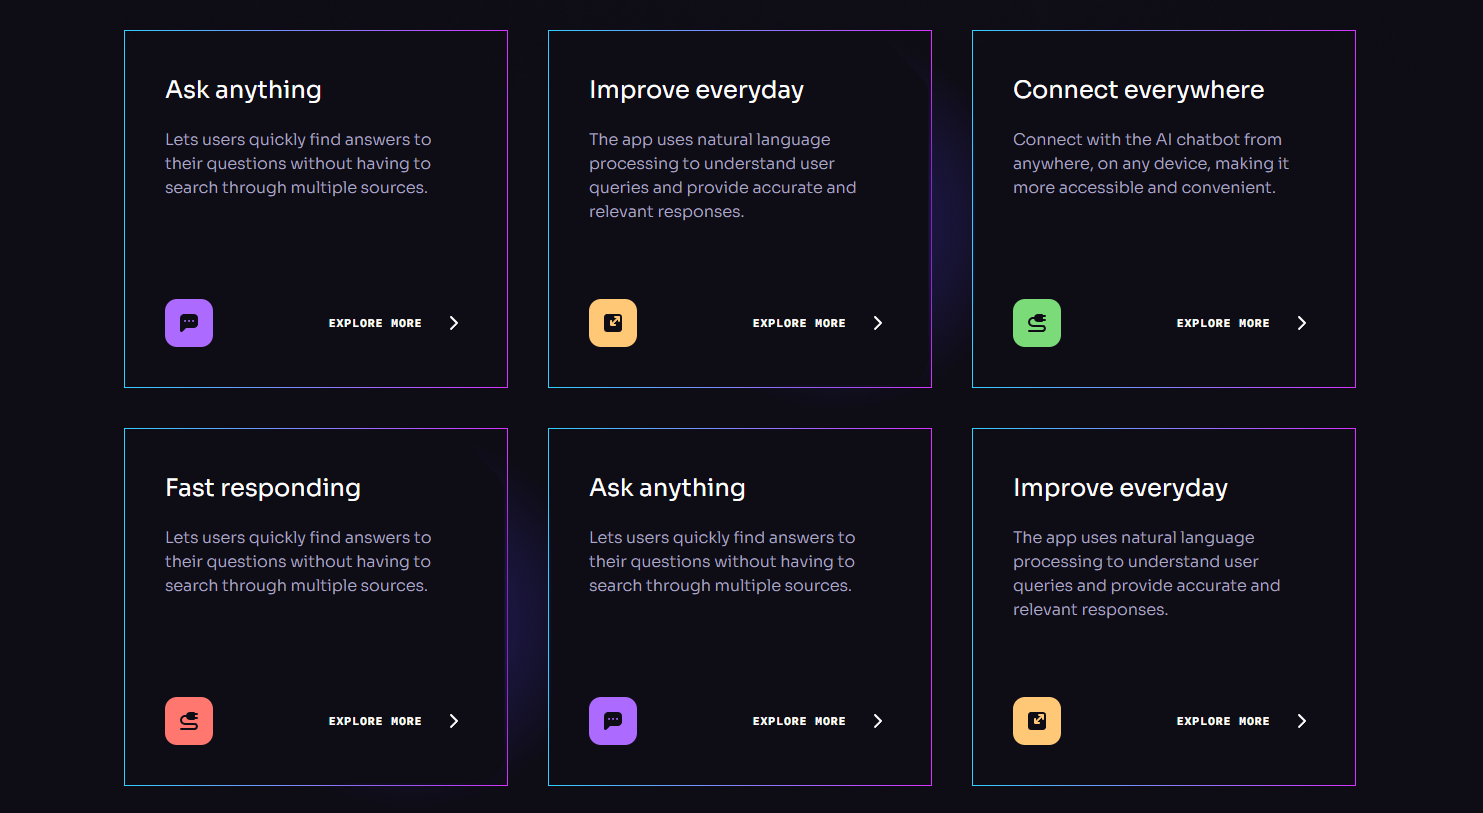 Ask anything
Lets users quickly find answers to
their questions without having to
search through multiple sources.
EXPLORE MORE
Improve everyday
The app uses natural language
processing to understand user
queries and provide accurate and
relevant responses.
EXPLORE MORE
Connect everywhere
Connect with the AI chatbot from
anywhere, on any device, making it
more accessible and convenient.
EXPLORE MORE
Fast responding
Lets users quickly find answers to
their questions without having to
search through multiple sources.
EXPLORE MORE
Ask anything
Lets users quickly find answers to
their questions without having to
search through multiple sources.
EXPLORE MORE
Improve everyday
The app uses natural language
processing to understand user
queries and provide accurate and
relevant responses.
EXPLORE MORE